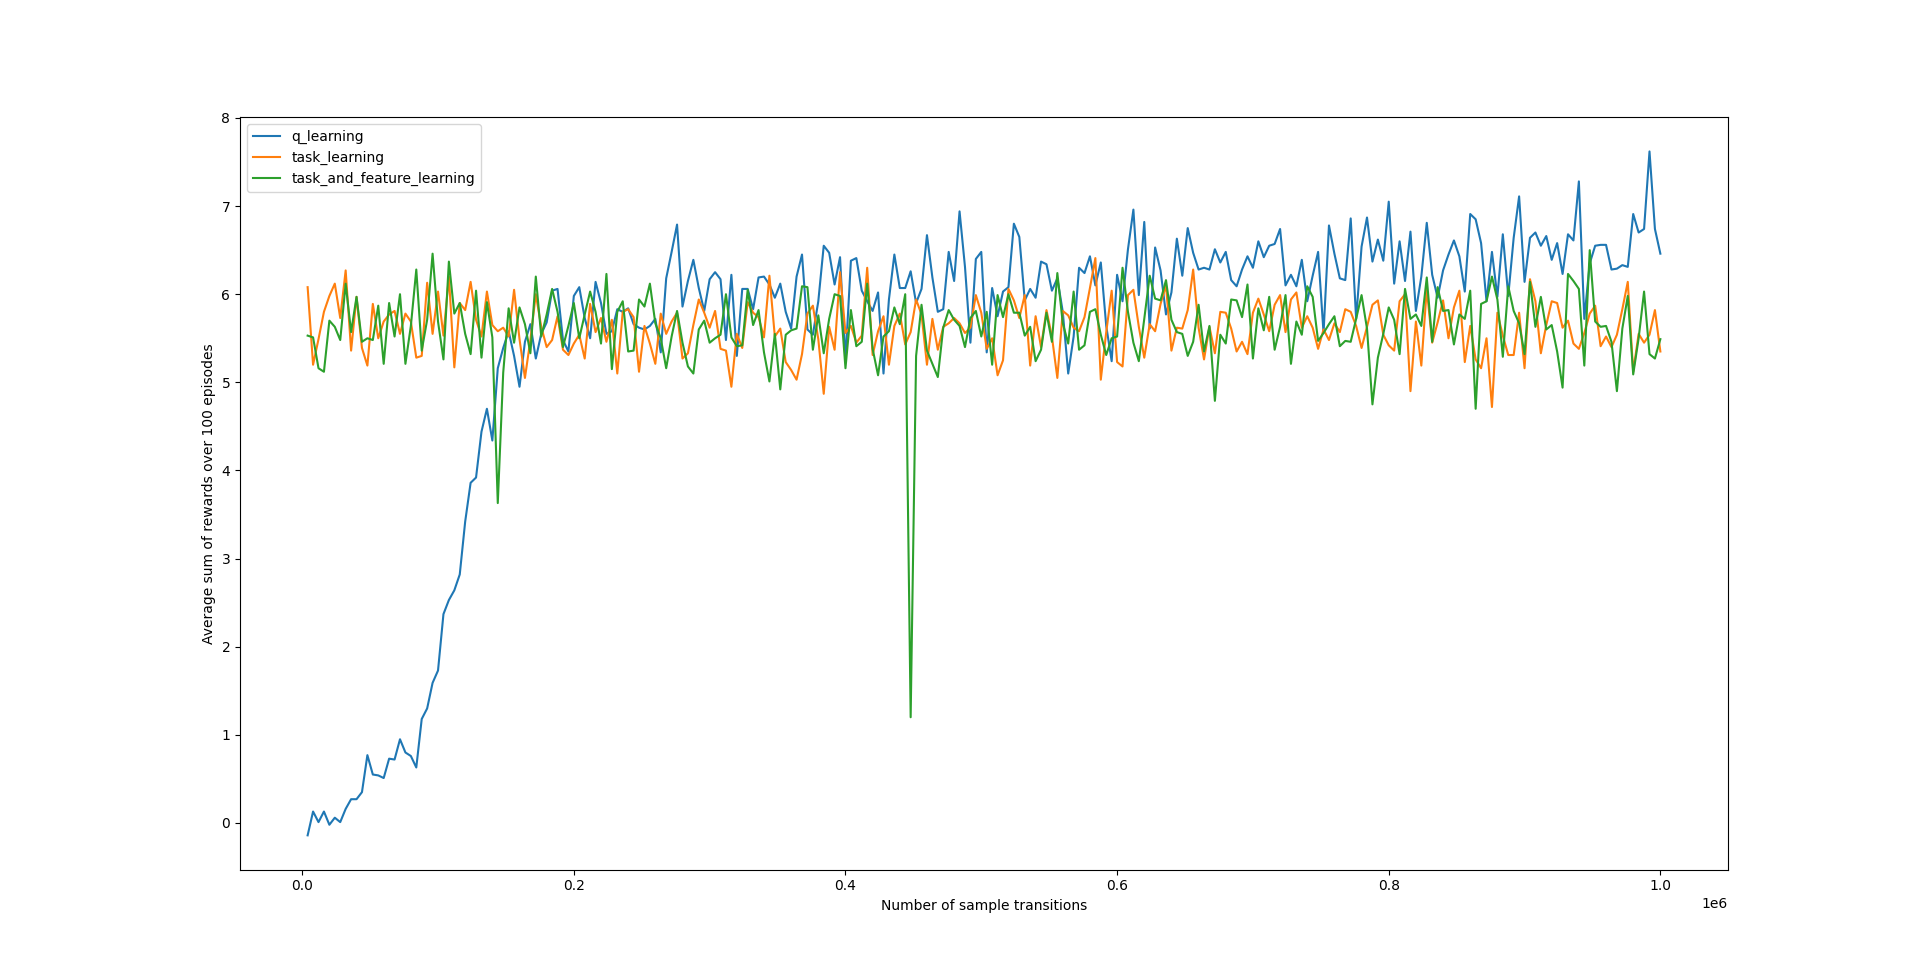 q_learning
task_learning
task_and_feature_learning
8
7
6
5
4
3
2
1
0
Average sum of rewards over 100 episodes
0.0 0.2 0.4 0.6 0.8 1.0
Number of sample transitions
1e6